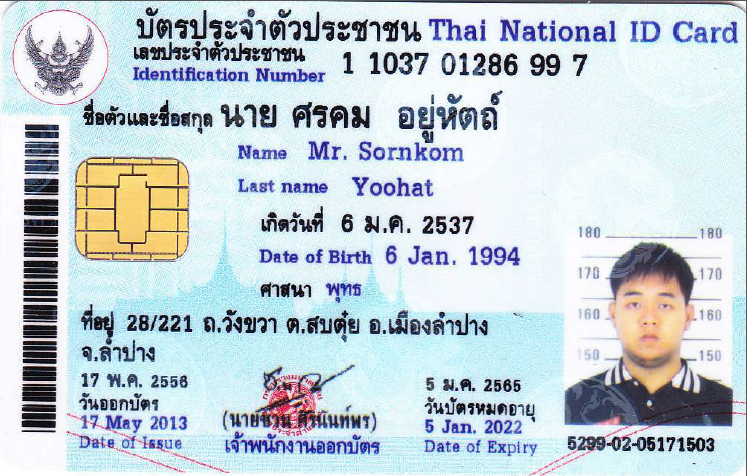 บัตรประจำตัวประชาชน Thai National ID Card
เลขประจำตัวประชาชน
Identification Number 1 1037 01286 99 7
ชื่อตัวและชื่อสกุล นาย ศรคม อยู่หัตถ์
Name Mr. Sornkom
Last name Yoohat
เกิดวันที่ 6 ม.ค. 2537
Date of Birth 6 Jan. 1994
ศาสนา พุทธ
ที่อยู่ 28/221 ถ.วังขวา ต.สบตุ๋ย อ.เมืองลำปาง
จ.ลำปาง
17 พ.ค. 2556
วันออกบัตร
17 May 2013
Date of Issue
(นายชวน ศิรินันท์พร)
เจ้าพนักงานออกบัตร
5 ม.ค. 2565
วันบัตรหมดอายุ
5 Jan. 2022
Date of Expiry
180 180
170 170
160 160
150 150
5299-02-05171503